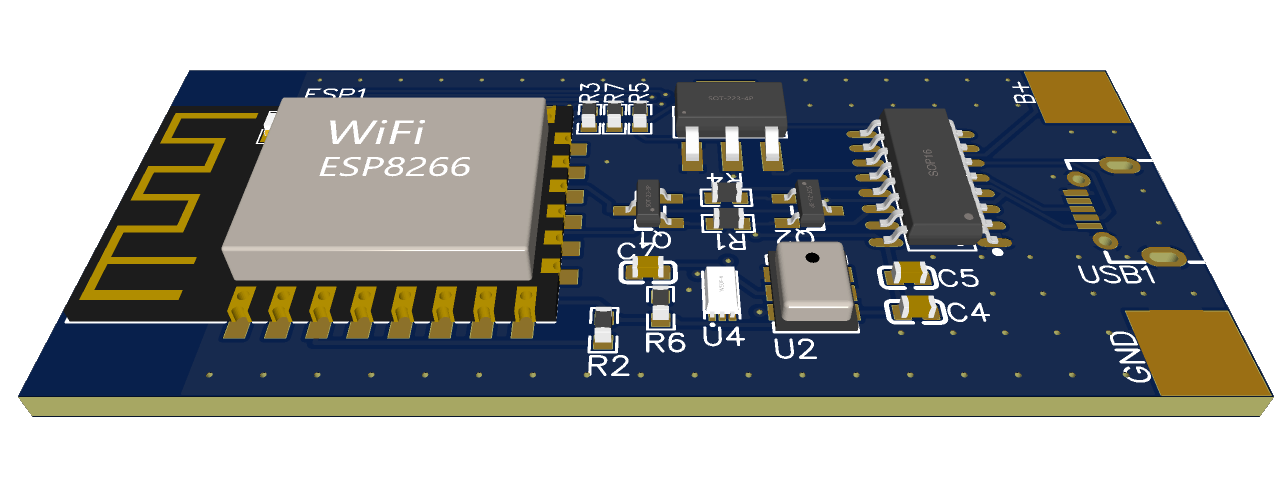 ESP1
WiFi
ESP8266
R3
R7
R5
SOT-223-4P
SOP16
B+
R4
R1
Q1
Q2
C7
R6
R2
U4
U2
C5
C4
USB1
GND